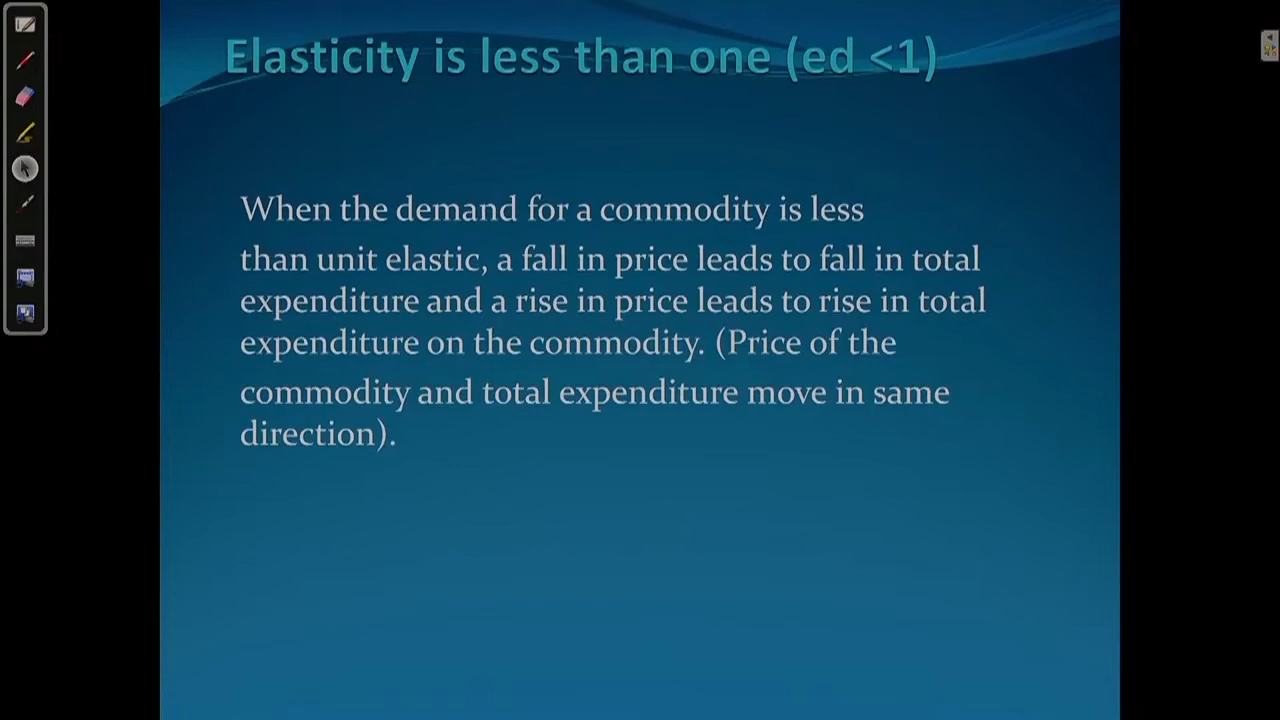 Elasticity is less than one (ed <1)
When the demand for a commodity is less
than unit elastic, a fall in price leads to fall in total
expenditure and a rise in price leads to rise in total
expenditure on the commodity. (Price of the
commodity and total expenditure move in same
direction).